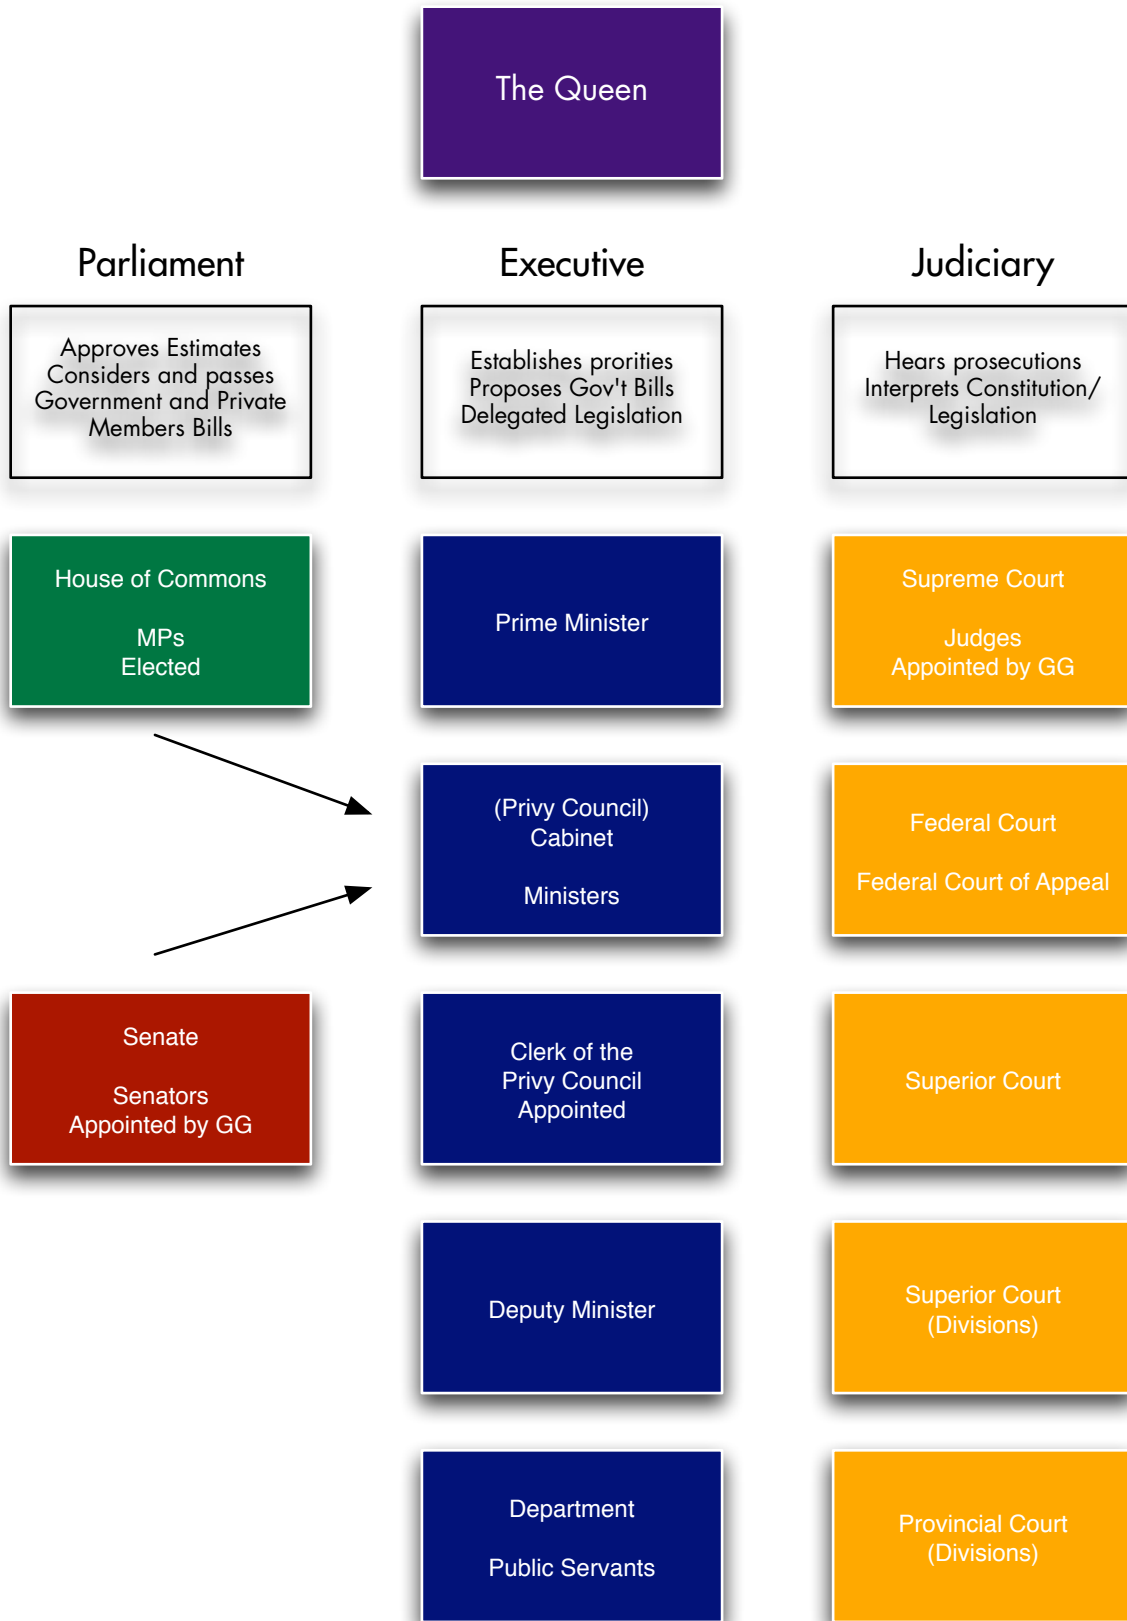 The Queen
Parliament
Approves Estimates
Considers and passes
Government and Private
Members Bills
House of Commons
MPs
Elected
Senate
Senators
Appointed by GG
Executive
Establishes prorities
Proposes Gov't Bills
Delegated Legislation
Prime Minister
(Privy Council)
Cabinet
Ministers
Clerk of the
Privy Council
Appointed
Deputy Minister
Department
Public Servants
Judiciary
Hears prosecutions
Interprets Constitution/
Legislation
Supreme Court
Judges
Appointed by GG
Federal Court
Federal Court of Appeal
Superior Court
Superior Court
(Divisions)
Provincial Court
(Divisions)